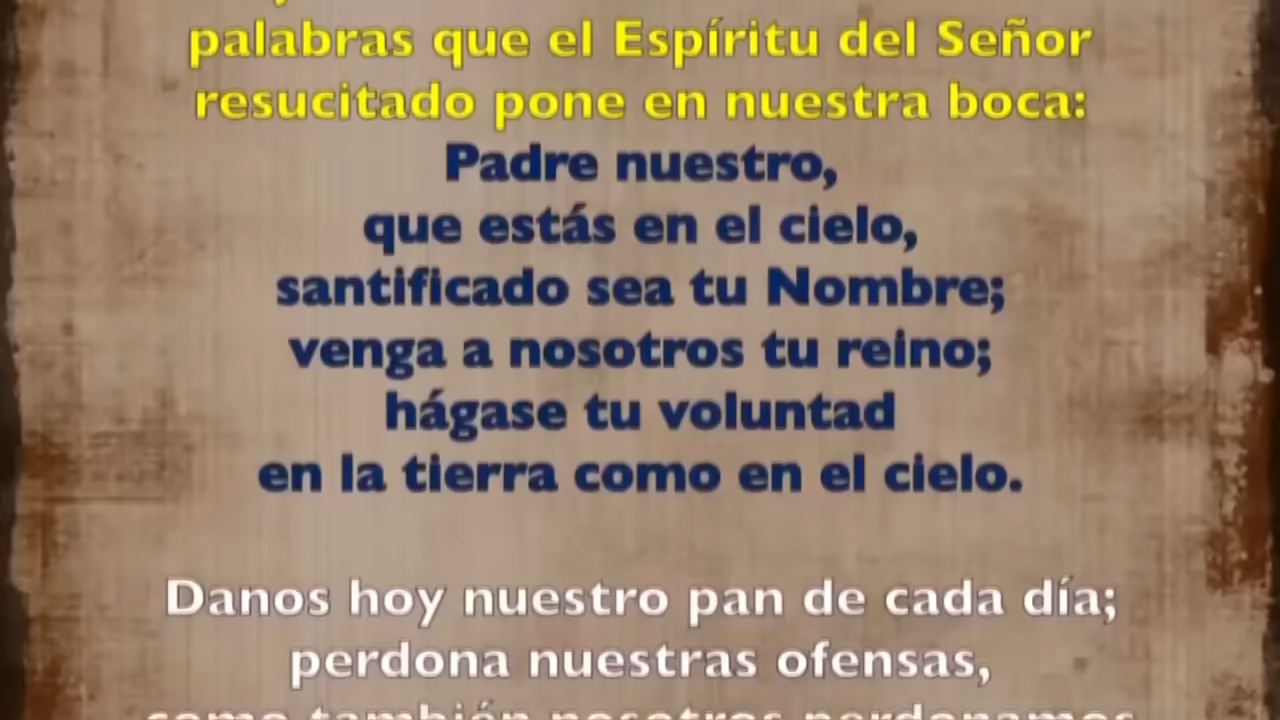 palabras que el Espíritu del Señor
resucitado pone en nuestra boca:
Padre nuestro,
que estás en el cielo,
santificado sea tu Nombre;
venga a nosotros tu reino;
hágase tu voluntad
en la tierra como en el cielo.
Danos hoy nuestro pan de cada día;
perdona nuestras ofensas,
como también nosotros perdonamos